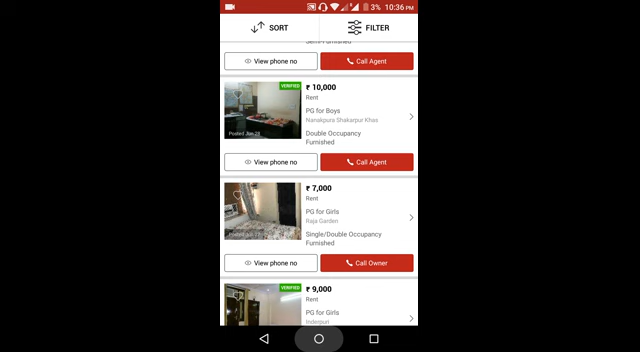 3% 10:36 PM
SORT FILTER
Semi-Furnished
View phone no Call Agent
VERIFIED
₹ 10,000
Rent
PG for Boys
Nanakpura Shakarpur Khas
Double Occupancy
Furnished
Posted Jun 28
View phone no Call Agent
₹ 7,000
Rent
PG for Girls
Raja Garden
Single/Double Occupancy
Furnished
Posted
View phone no Call Owner
VERIFIED
₹ 9,000
Rent
PG for Girls
Inderpuri